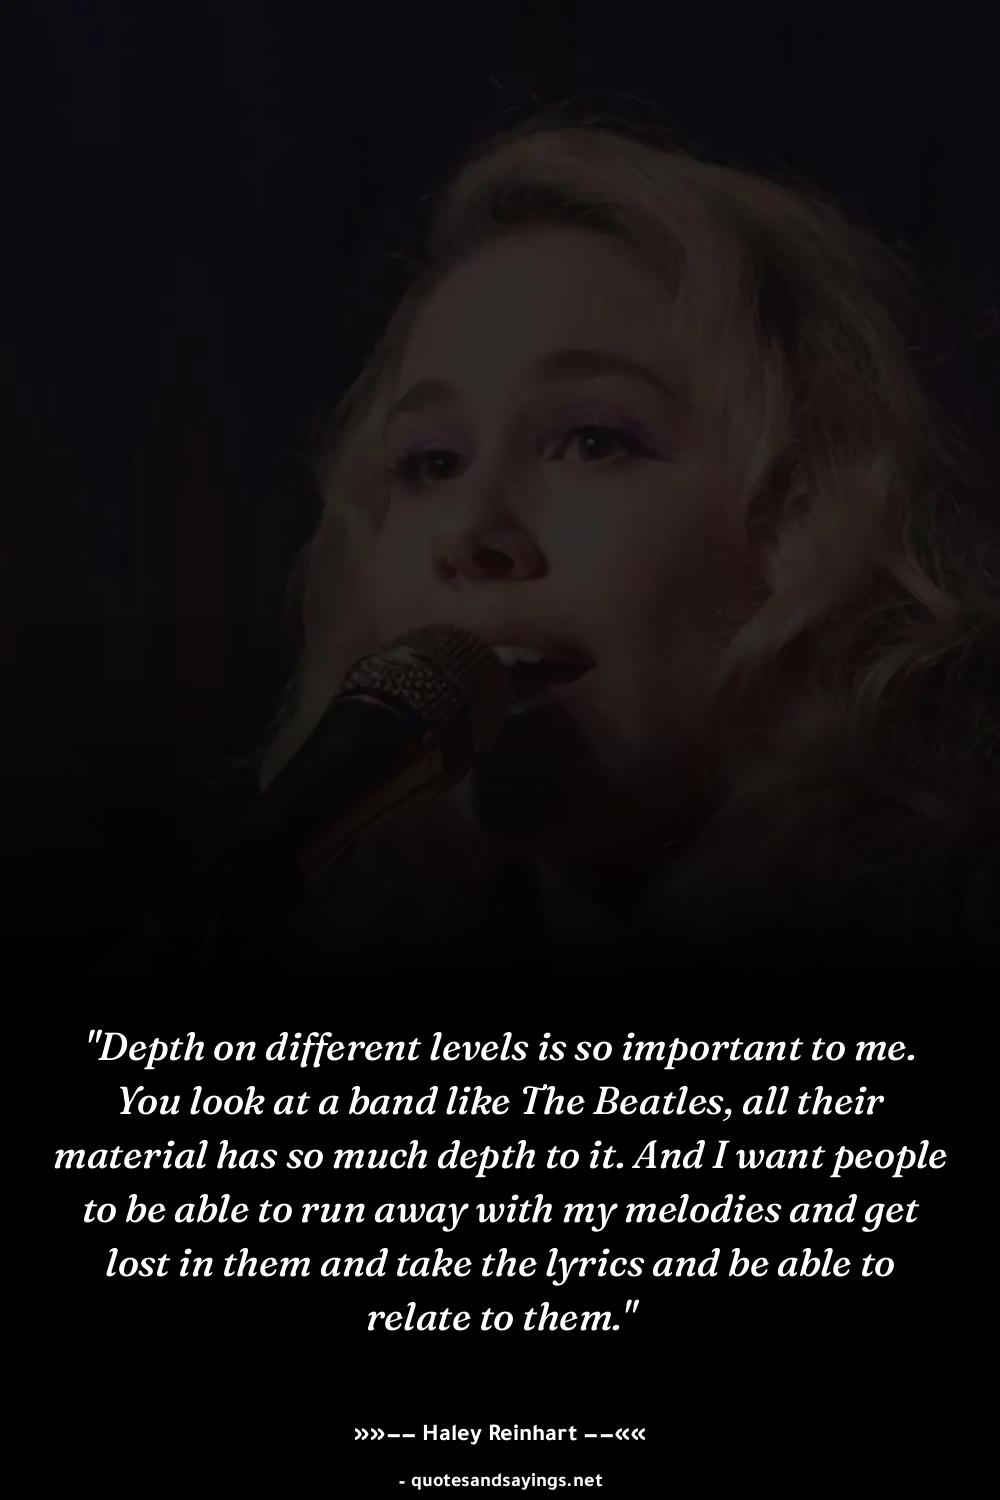 "Depth on different levels is so important to me.
You look at a band like The Beatles, all their
material has so much depth to it. And I want people
to be able to run away with my melodies and get
lost in them and take the lyrics and be able to
relate to them."
»»–– Haley Reinhart ––««
- quotesandsayings.net